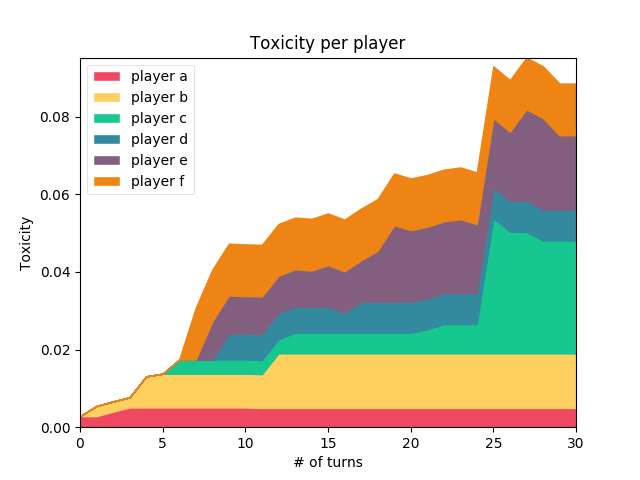 Toxicity per player
player a
player b
player c
player d
player e
player f
0.08
0.06
0.04
0.02
0.00
Toxicity
0 5 10 15 20 25 30
# of turns